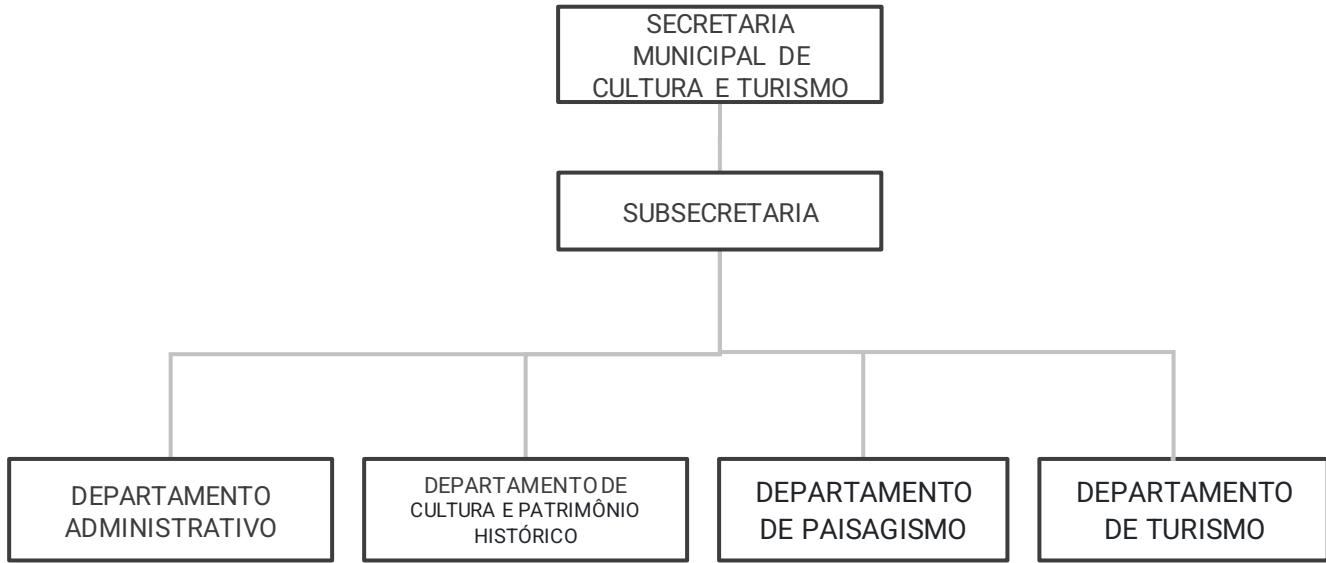 SECRETARIA
MUNICIPAL DE
CULTURA E TURISMO
SUBSECRETARIA
DEPARTAMENTO
ADMINISTRATIVO
DEPARTAMENTO DE
CULTURA E PATRIMÔNIO
HISTÓRICO
DEPARTAMENTO
DE PAISAGISMO
DEPARTAMENTO
DE TURISMO